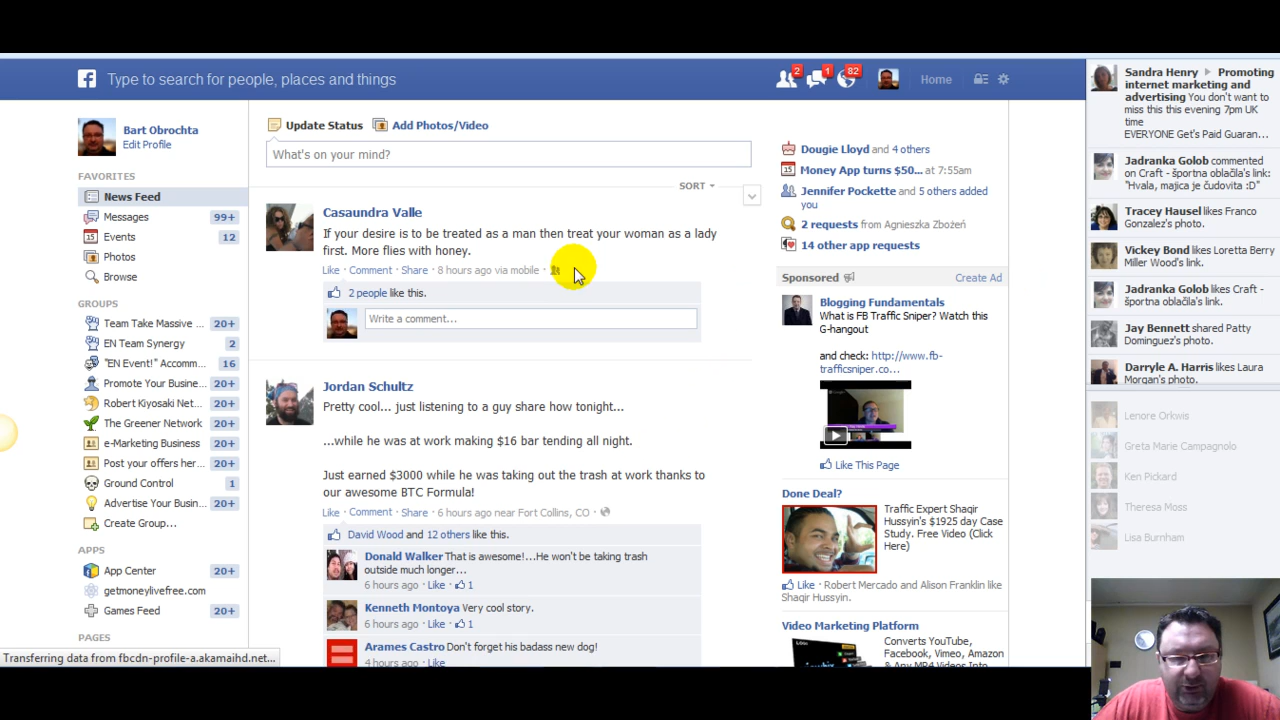 Type to search for people, places and things
2
1
82
Home
Bart Obrochta
Edit Profile
FAVORITES
News Feed
Messages 99+
Events 12
Photos
Browse
GROUPS
Team Take Massive ... 20+
EN Team Synergy 2
"EN Event!" Accomm... 16
Promote Your Busine... 20+
Robert Kiyosaki Net... 20+
The Greener Network 20+
e-Marketing Business 20+
Post your offers her... 20+
Ground Control 1
Advertise Your Busin... 20+
Create Group...
APPS
App Center 20+
getmoneylivefree.com
Games Feed 20+
PAGES
Transferring data from fbcdn-profile-a.akamaihd.net...
Update Status Add Photos/Video
What's on your mind?
SORT
Casaundra Valle
If your desire is to be treated as a man then treat your woman as a lady
first. More flies with honey.
Like · Comment · Share · 8 hours ago via mobile ·
2 people like this.
Write a comment...
Jordan Schultz
Pretty cool... just listening to a guy share how tonight...
...while he was at work making $16 bar tending all night.
Just earned $3000 while he was taking out the trash at work thanks to
our awesome BTC Formula!
Like · Comment · Share · 6 hours ago near Fort Collins, CO ·
David Wood and 12 others like this.
Donald Walker That is awesome!...He won't be taking trash
outside much longer...
6 hours ago · Like · 1
Kenneth Montoya Very cool story.
6 hours ago · Like · 1
Arames Castro Don't forget his badass new dog!
4 hours ago · Like
Dougie Lloyd and 4 others
15 Money App turns $50... at 7:55am
Jennifer Pockette and 5 others added
you
2 requests from Agnieszka Zbożeń
14 other app requests
Sponsored Create Ad
Blogging Fundamentals
What is FB Traffic Sniper? Watch this
G-hangout
and check: http://www.fb-
trafficsniper.co...
Like This Page
Done Deal?
Traffic Expert Shaqir
Hussyin's $1925 day Case
Study. Free Video (Click
Here)
Like · Robert Mercado and Alison Franklin like
Shaqir Hussyin.
Video Marketing Platform
Converts YouTube,
Facebook, Vimeo, Amazon
& Any MP4 Videos Into
Sandra Henry ▶ Promoting
internet marketing and
advertising You don't want to
miss this this evening 7pm UK
time
EVERYONE Get's Paid Guaran...
Jadranka Golob commented
on Craft - športna oblačila's link:
"Hvala, majica je čudovita :D"
Tracey Hausel likes Franco
Gonzalez's photo.
Vickey Bond likes Loretta Berry
Miller Wood's link.
Jadranka Golob likes Craft -
športna oblačila's link.
Jay Bennett shared Patty
Dominguez's photo.
Darryle A. Harris likes Laura
Morgan's photo.
Lenore Orkwis
Greta Marie Campagnolo
Ken Pickard
Theresa Moss
Lisa Burnham